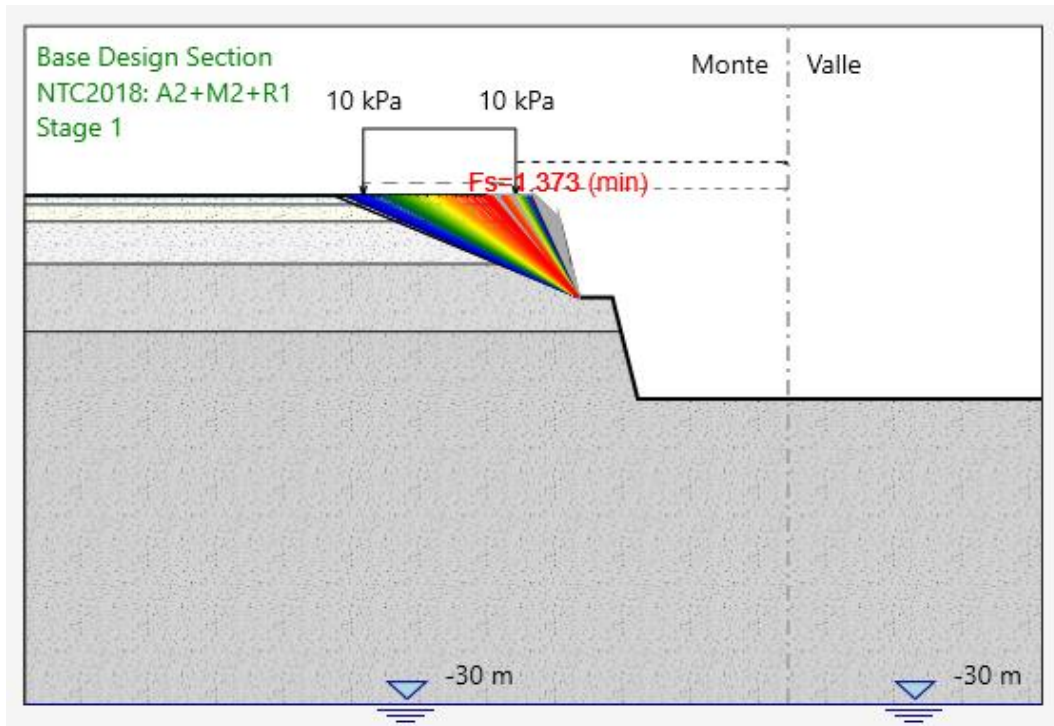 Base Design Section
NTC2018: A2+M2+R1
Stage 1
Monte
Valle
10 kPa
10 kPa
Fs=1.373 (min)
-30 m
-30 m